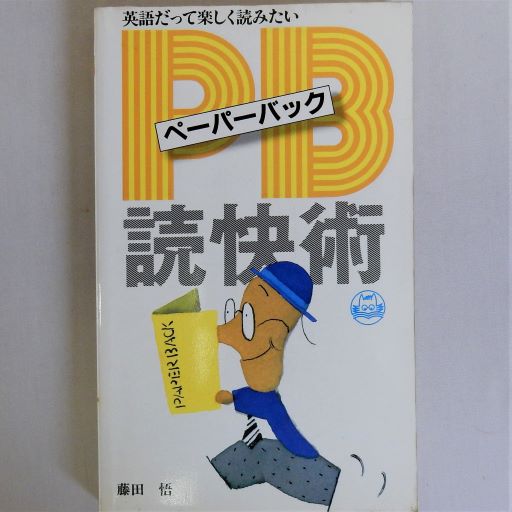 英語だって楽しく読みたい
PB
ペーパーバック
読快術
PAPERBACK
藤田 悟